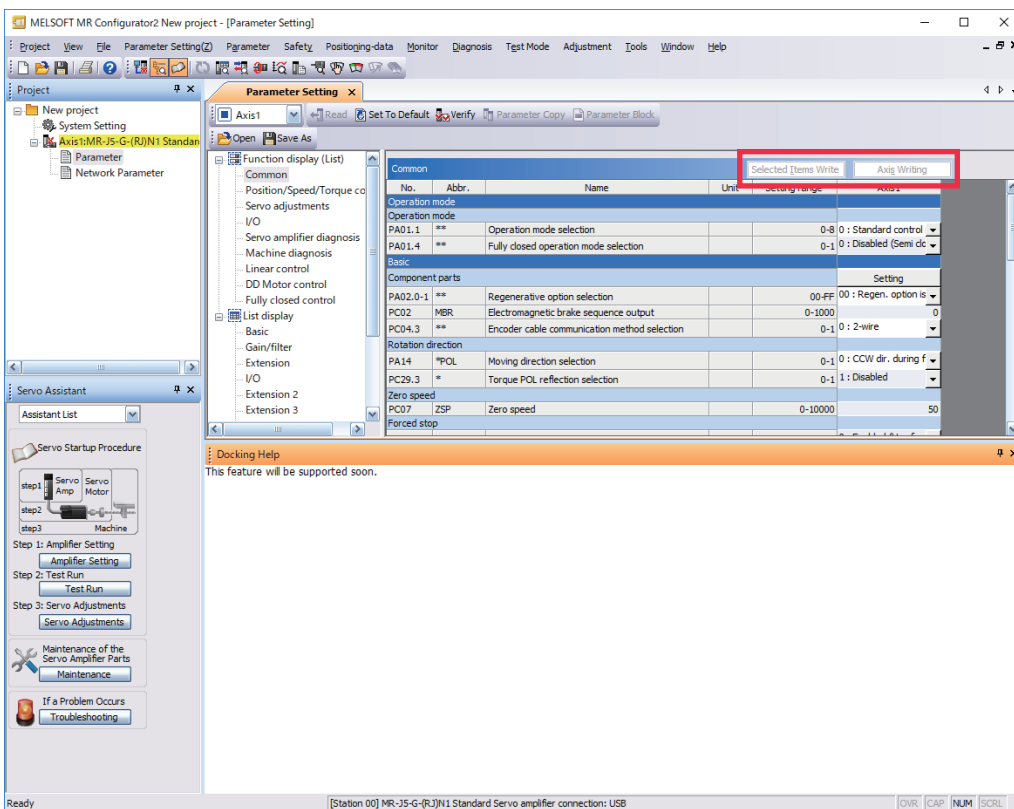 MELSOFT MR Configurator2 New project - [Parameter Setting]
Project View File Parameter Setting(Z) Parameter Safety Positioning-data Monitor Diagnosis Test Mode Adjustment Tools Window Help
Project
New project
System Setting
Axis1:MR-J5-G-(RJ)N1 Standar
Parameter
Network Parameter
Servo Assistant
Assistant List
Servo Startup Procedure
step1 Servo Amp Servo Motor
step2
step3 Machine
Step 1: Amplifier Setting
Amplifier Setting
Step 2: Test Run
Test Run
Step 3: Servo Adjustments
Servo Adjustments
Maintenance of the
Servo Amplifier Parts
Maintenance
If a Problem Occurs
Troubleshooting
Parameter Setting
Axis1 Read Set To Default Verify Parameter Copy Parameter Block
Open Save As
Function display (List)
Common
Position/Speed/Torque co
Servo adjustments
I/O
Servo amplifier diagnosis
Machine diagnosis
Linear control
DD Motor control
Fully closed control
List display
Basic
Gain/filter
Extension
I/O
Extension 2
Extension 3
Common Selected Items Write Axis Writing
No. Abbr. Name Unit Setting range Axis1
Operation mode
Operation mode
PA01.1 ** Operation mode selection 0-8 0 : Standard control
PA01.4 ** Fully closed operation mode selection 0-1 0 : Disabled (Semi clc
Basic
Component parts Setting
PA02.0-1 ** Regenerative option selection 00-FF 00 : Regen. option is
PC02 MBR Electromagnetic brake sequence output 0-1000 0
PC04.3 ** Encoder cable communication method selection 0-1 0 : 2-wire
Rotation direction
PA14 *POL Moving direction selection 0-1 0 : CCW dir. during f
PC29.3 * Torque POL reflection selection 0-1 1 : Disabled
Zero speed
PC07 ZSP Zero speed 0-10000 50
Forced stop
Docking Help
This feature will be supported soon.
Ready [Station 00] MR-J5-G-(RJ)N1 Standard Servo amplifier connection: USB OVR CAP NUM SCRL